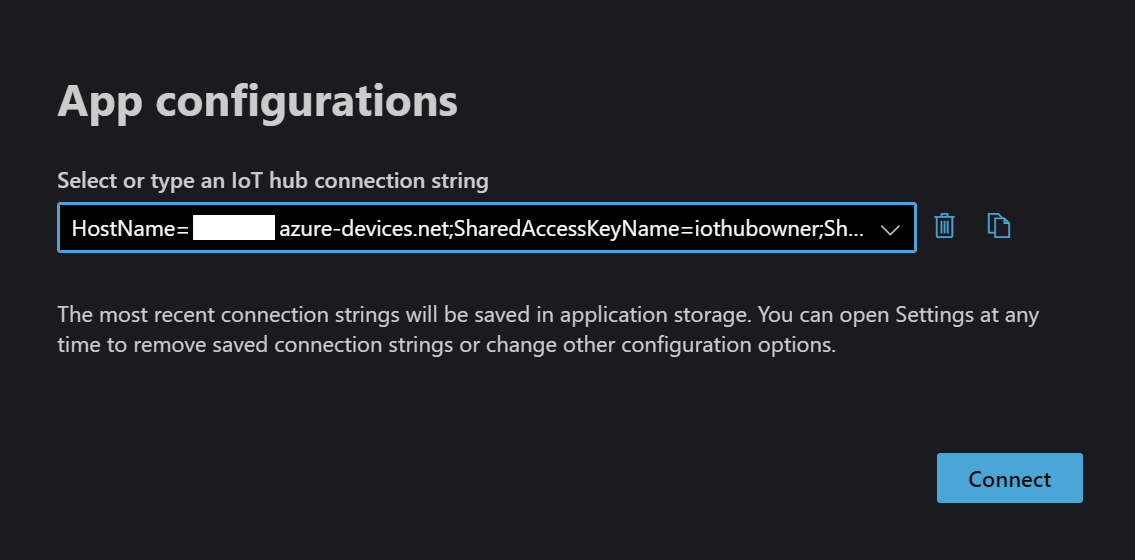 App configurations
Select or type an IoT hub connection string
HostName= azure-devices.net;SharedAccessKeyName=iothubowner;Sh...
The most recent connection strings will be saved in application storage. You can open Settings at any
time to remove saved connection strings or change other configuration options.
Connect